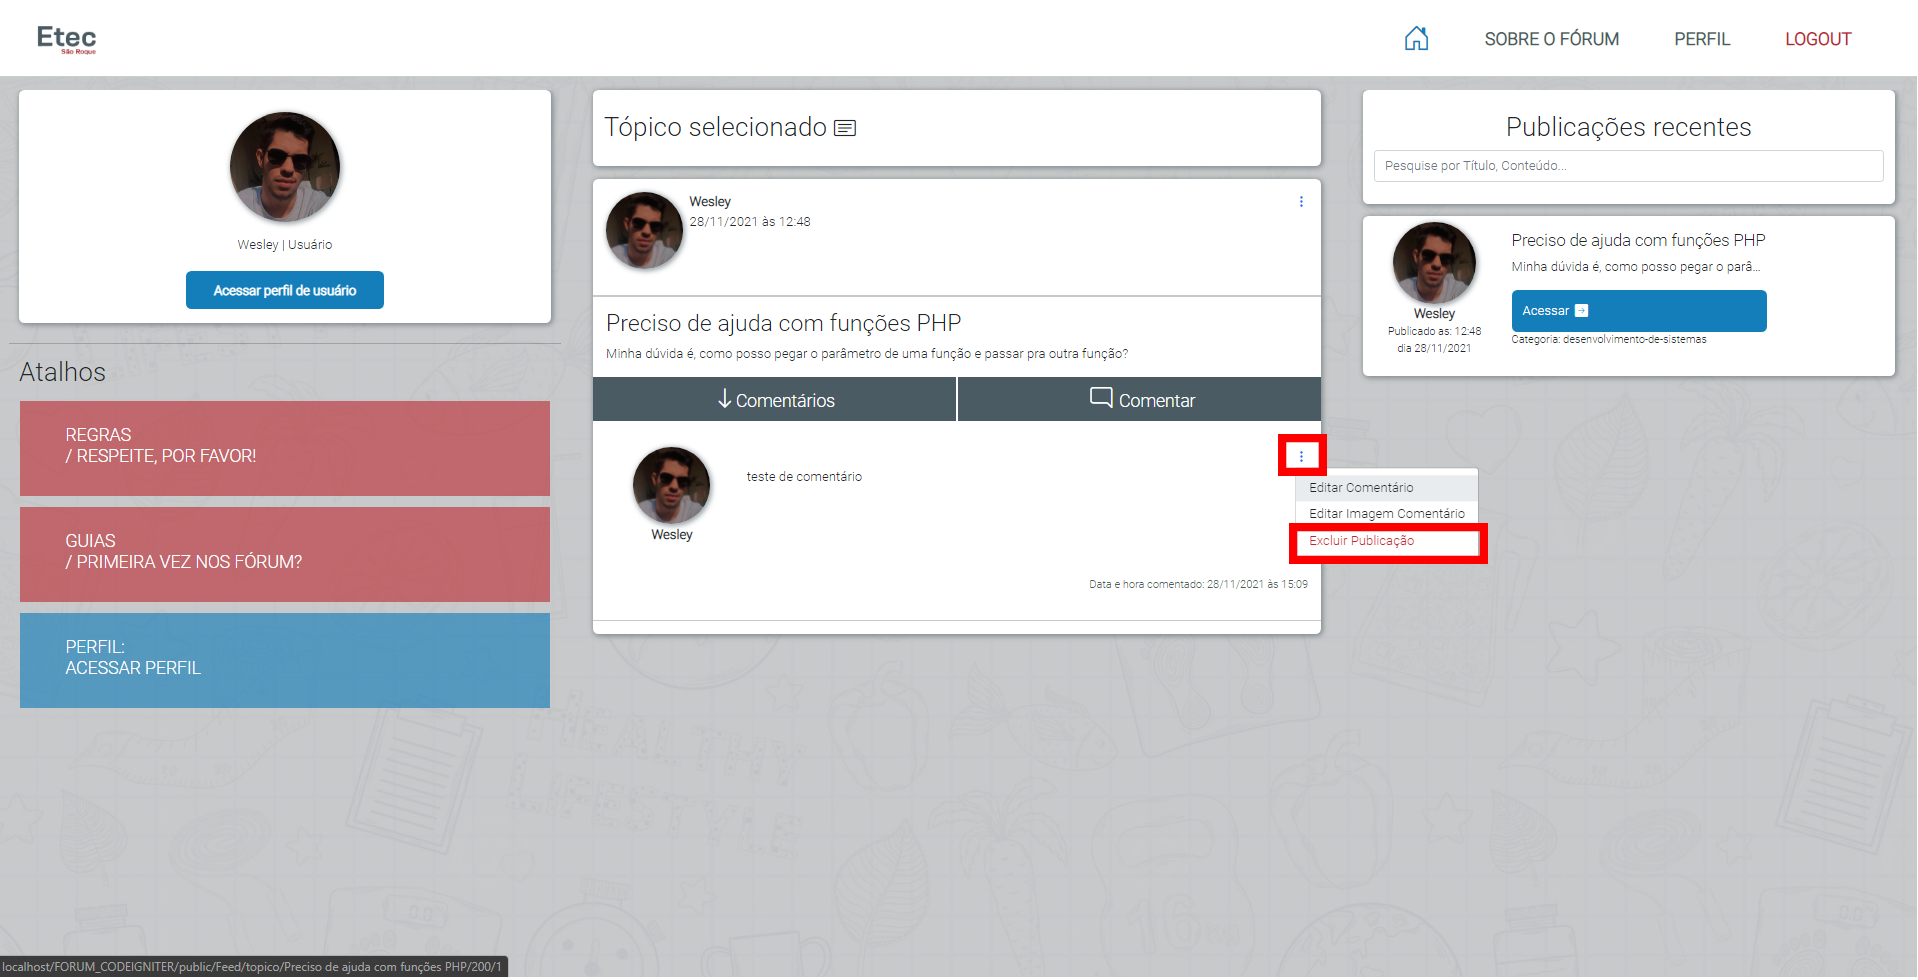 Etec
São Roque
SOBRE O FÓRUM
PERFIL
LOGOUT
Wesley | Usuário
Acessar perfil de usuário
Atalhos
REGRAS
/ RESPEITE, POR FAVOR!
GUIAS
/ PRIMEIRA VEZ NOS FÓRUM?
PERFIL:
ACESSAR PERFIL
Tópico selecionado
Wesley
28/11/2021 às 12:48
Preciso de ajuda com funções PHP
Minha dúvida é, como posso pegar o parâmetro de uma função e passar pra outra função?
Comentários
Comentar
teste de comentário
Wesley
Editar Comentário
Editar Imagem Comentário
Excluir Publicação
Data e hora comentado: 28/11/2021 às 15:09
Publicações recentes
Pesquise por Título, Conteúdo...
Preciso de ajuda com funções PHP
Minha dúvida é, como posso pegar o parâ...
Acessar
Categoria: desenvolvimento-de-sistemas
Wesley
Publicado as: 12:48
dia 28/11/2021
HEALTHY
LIFESTYLE
localhost/FORUM_CODEIGNITER/public/Feed/topico/Preciso de ajuda com funções PHP/200/1